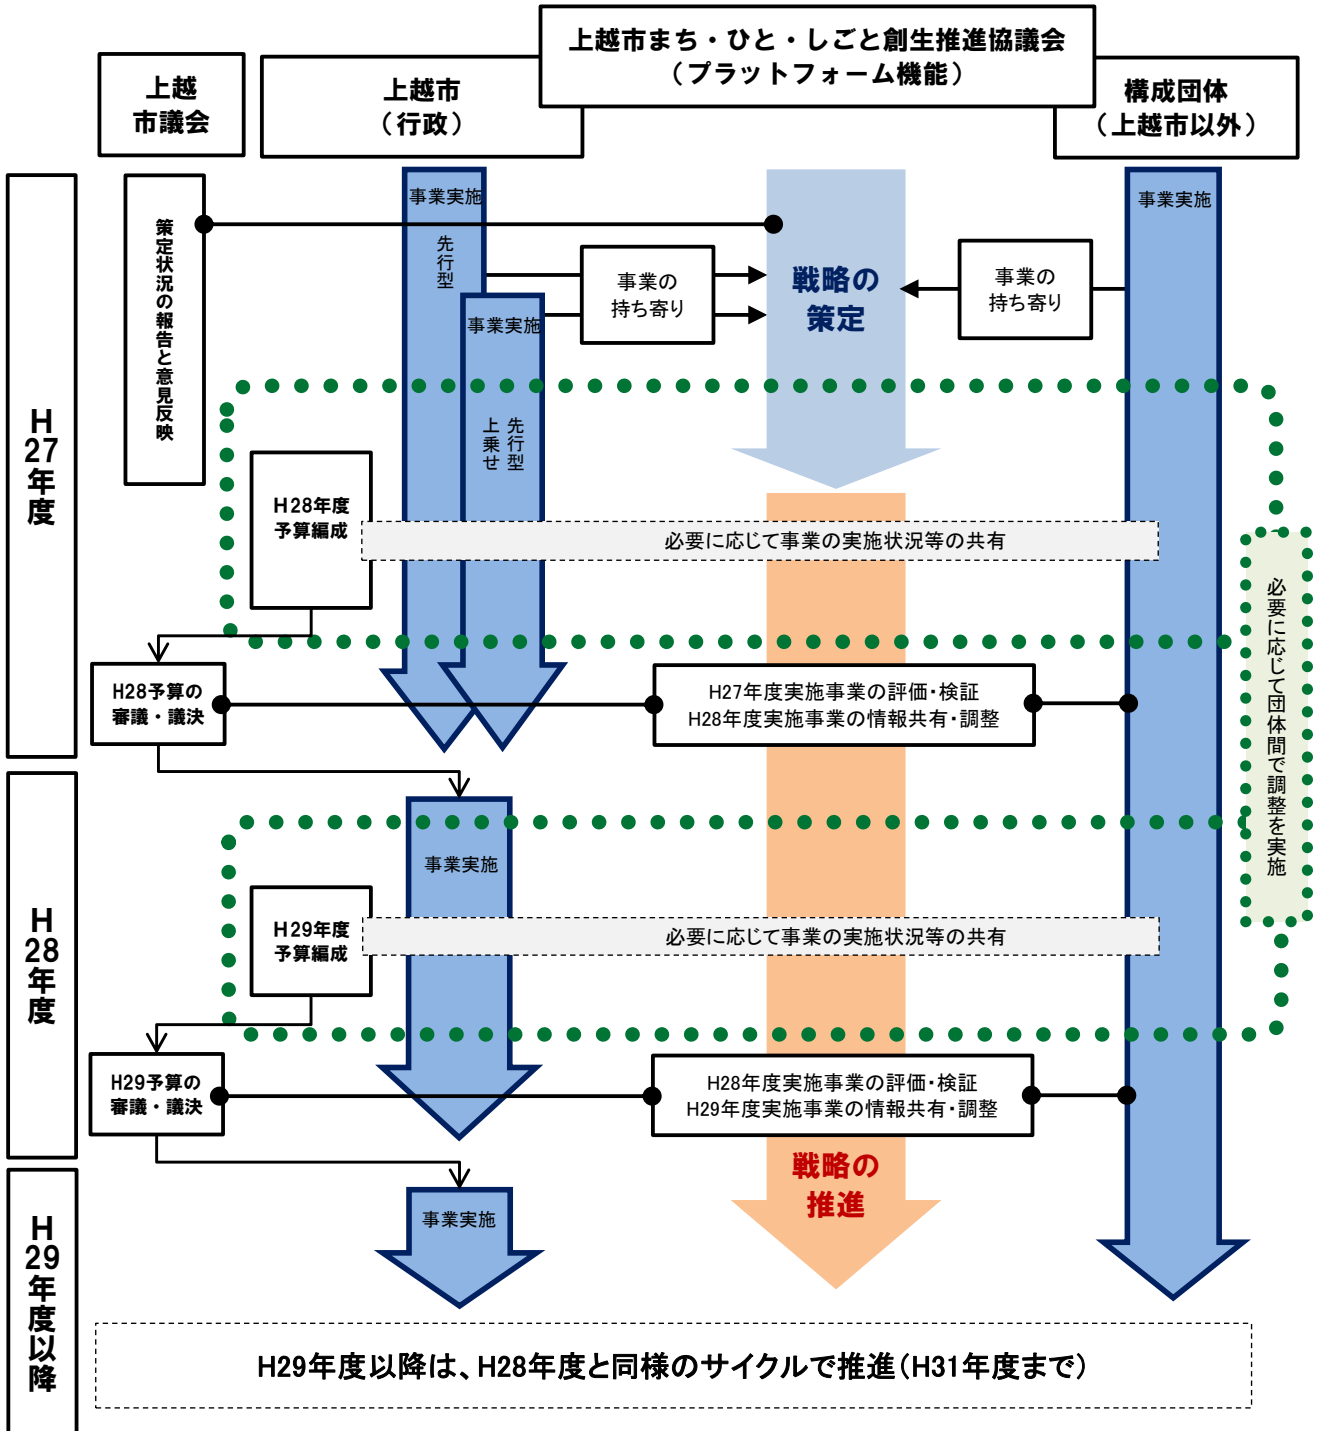 上越市まち・ひと・しごと創生推進協議会
（プラットフォーム機能）
上越
市議会
上越市
（行政）
構成団体
（上越市以外）
H27年度
策定状況の報告と意見反映
事業実施
先行型
事業実施
先行型
上乗せ
事業の
持ち寄り
戦略の
策定
事業の
持ち寄り
事業実施
H28年度
予算編成
必要に応じて事業の実施状況等の共有
必要に応じて団体間で調整を実施
H28予算の
審議・議決
H27年度実施事業の評価・検証
H28年度実施事業の情報共有・調整
H28年度
事業実施
H29年度
予算編成
必要に応じて事業の実施状況等の共有
H29予算の
審議・議決
H28年度実施事業の評価・検証
H29年度実施事業の情報共有・調整
戦略の
推進
H29年度以降
事業実施
H29年度以降は、H28年度と同様のサイクルで推進（H31年度まで）